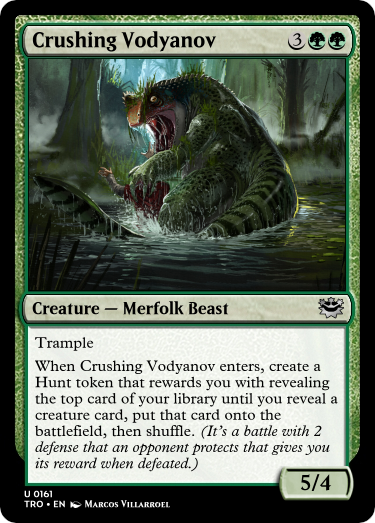 Crushing Vodyanov 3
Creature — Merfolk Beast
Trample
When Crushing Vodyanov enters, create a
Hunt token that rewards you with revealing
the top card of your library until you reveal a
creature card, put that card onto the
battlefield, then shuffle. (It's a battle with 2
defense that an opponent protects that gives you
its reward when defeated.)
5/4
U 0161
TRO • EN Marcos Villarroel